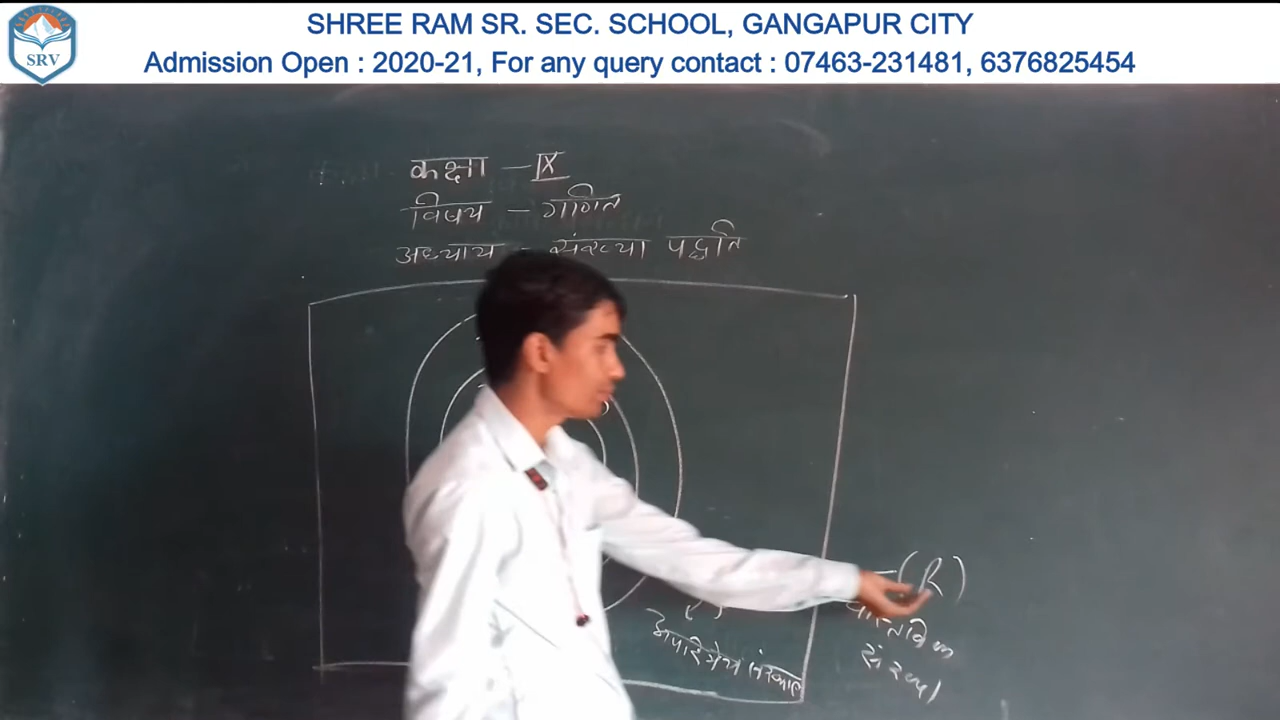 SHREE RAM SR. SEC. SCHOOL, GANGAPUR CITY
Admission Open : 2020-21, For any query contact : 07463-231481, 6376825454
SRV
कक्षा - IX
विषय - गणित
अध्याय - संख्या पद्धति
(R)
वास्तविक
संख्या
अपरिमेय संख्याएं